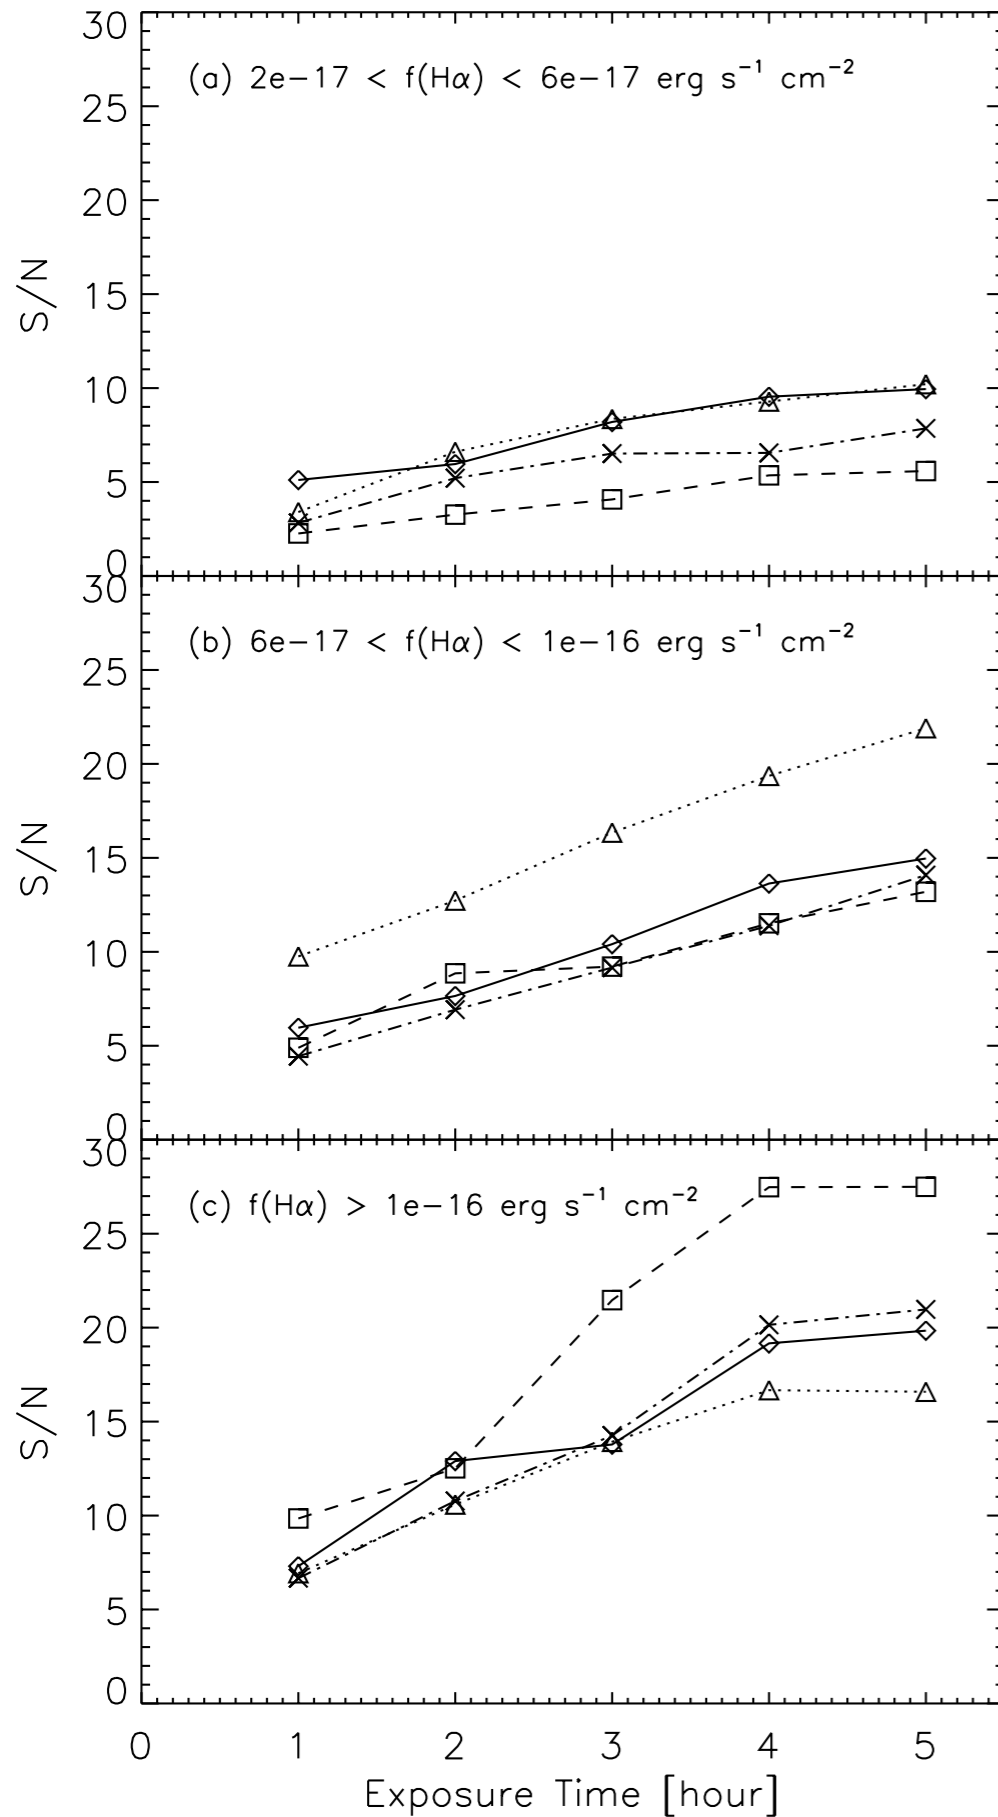 30
(a) 2e−17 < f(Hα) < 6e−17 erg s⁻¹ cm⁻²
25
20
S/N
15
10
5
0
30
(b) 6e−17 < f(Hα) < 1e−16 erg s⁻¹ cm⁻²
25
20
S/N
15
10
5
0
30
(c) f(Hα) > 1e−16 erg s⁻¹ cm⁻²
25
20
S/N
15
10
5
0
0 1 2 3 4 5
Exposure Time [hour]